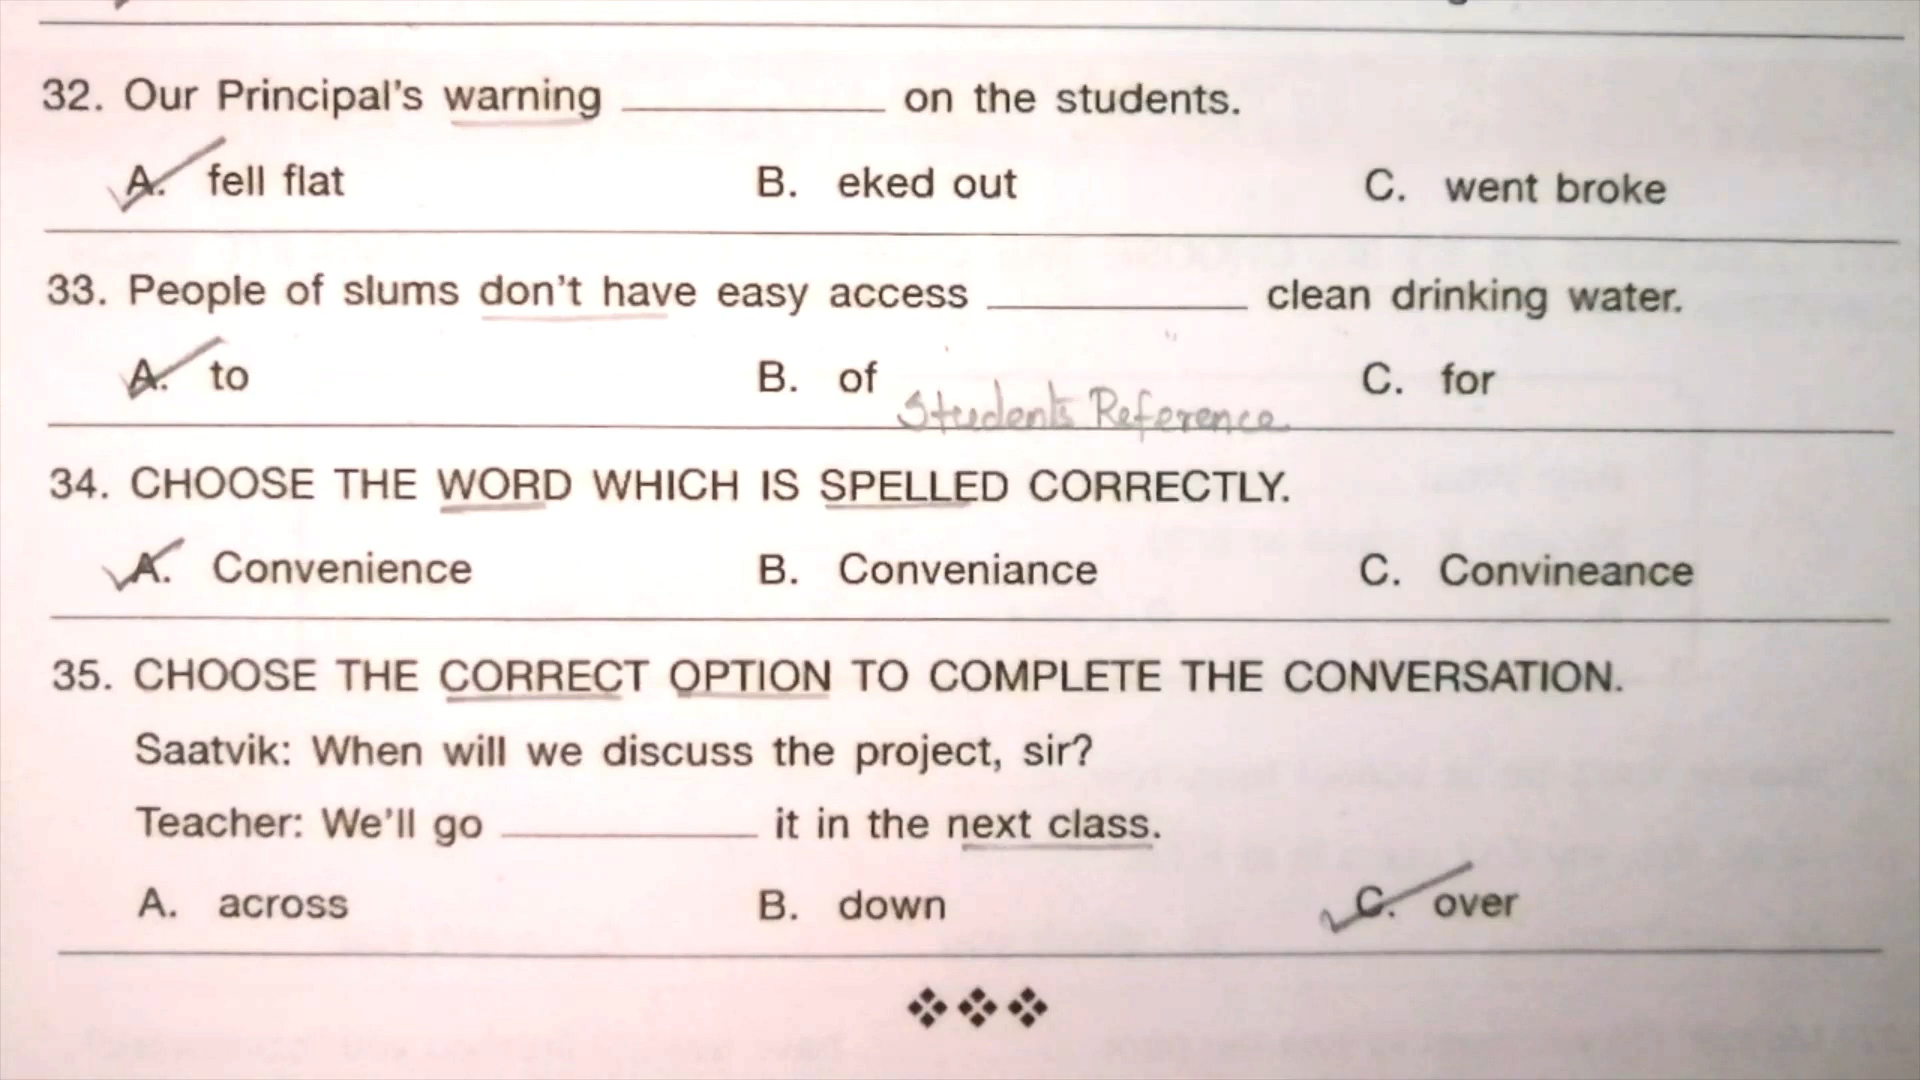 32. Our Principal's warning __________ on the students.
A. fell flat B. eked out C. went broke
33. People of slums don't have easy access __________ clean drinking water.
A. to B. of C. for
Students Reference
34. CHOOSE THE WORD WHICH IS SPELLED CORRECTLY.
A. Convenience B. Conveniance C. Convineance
35. CHOOSE THE CORRECT OPTION TO COMPLETE THE CONVERSATION.
Saatvik: When will we discuss the project, sir?
Teacher: We'll go __________ it in the next class.
A. across B. down C. over